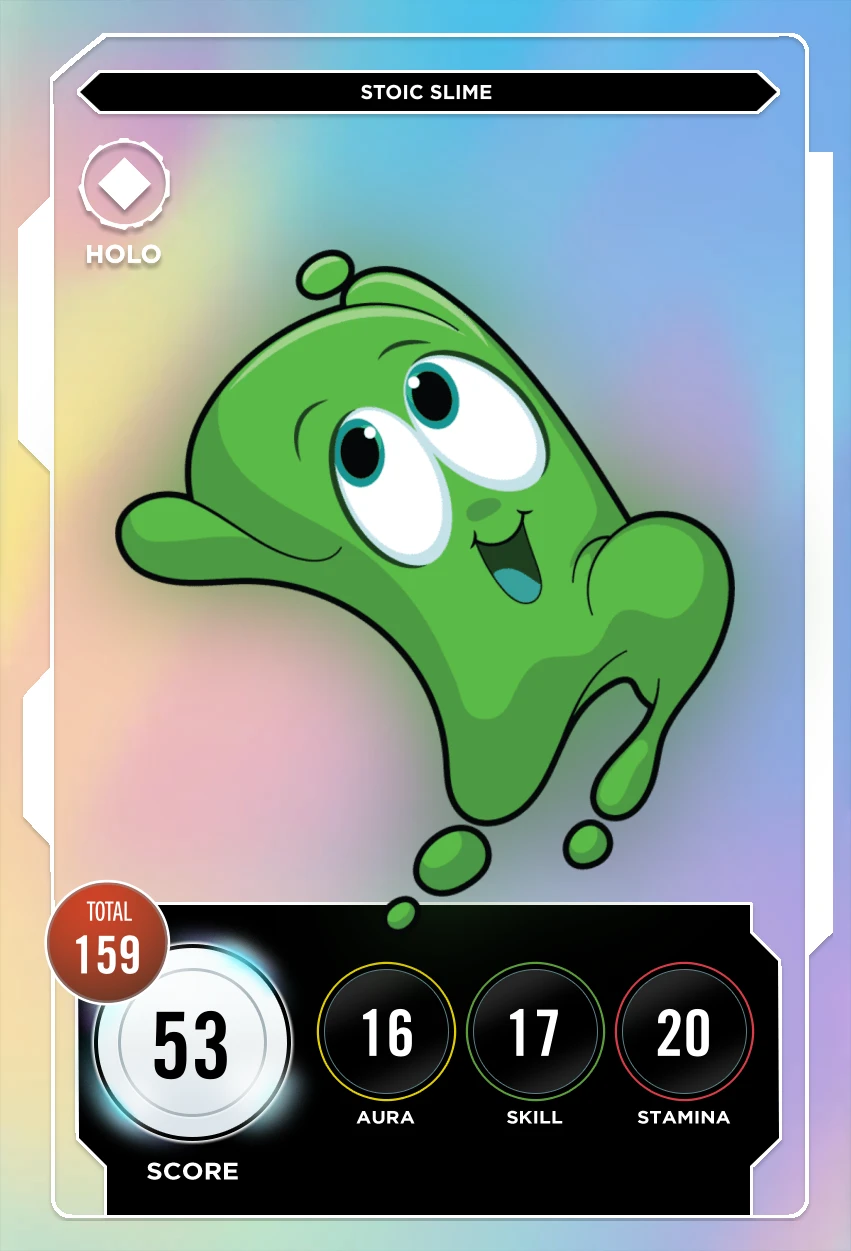 STOIC SLIME
HOLO
TOTAL
159
53
16
17
20
AURA
SKILL
STAMINA
SCORE